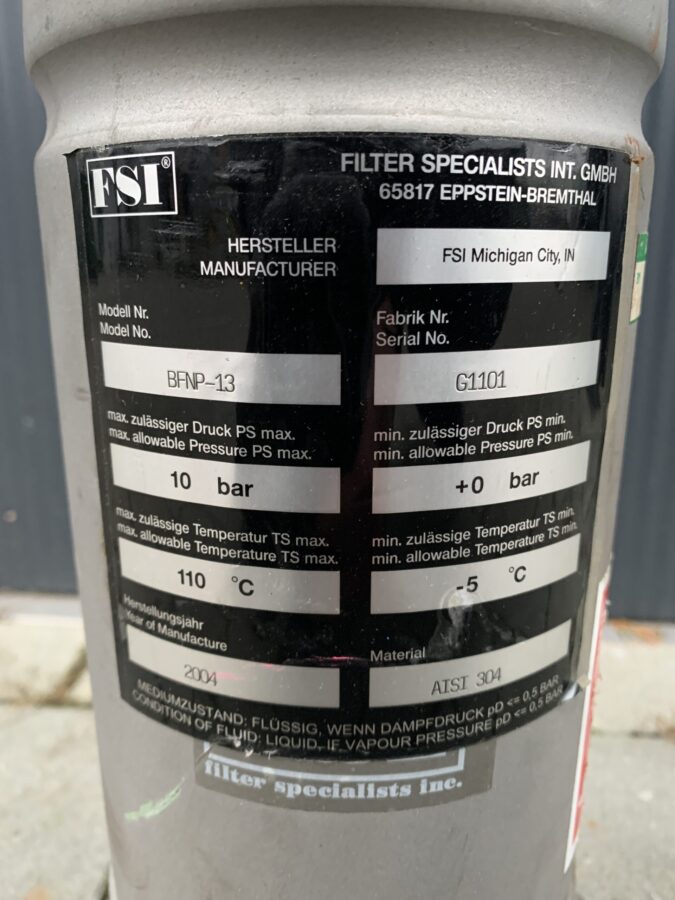 FSI®
FILTER SPECIALISTS INT. GMBH
65817 EPPSTEIN-BREMTHAL
HERSTELLER
MANUFACTURER
FSI Michigan City, IN
Modell Nr.
Model No.
BFNP-13
Fabrik Nr.
Serial No.
G1101
max. zulässiger Druck PS max.
max. allowable Pressure PS max.
10 bar
min. zulässiger Druck PS min.
min. allowable Pressure PS min.
+0 bar
max. zulässige Temperatur TS max.
max. allowable Temperature TS max.
110 °C
min. zulässige Temperatur TS min.
min. allowable Temperature TS min.
-5 °C
Herstellungsjahr
Year of Manufacture
2004
Material
AISI 304
MEDIUMZUSTAND: FLÜSSIG, WENN DAMPFDRUCK pD <= 0,5 BAR
CONDITION OF FLUID: LIQUID, IF VAPOUR PRESSURE pD <= 0,5 BAR
filter specialists inc.